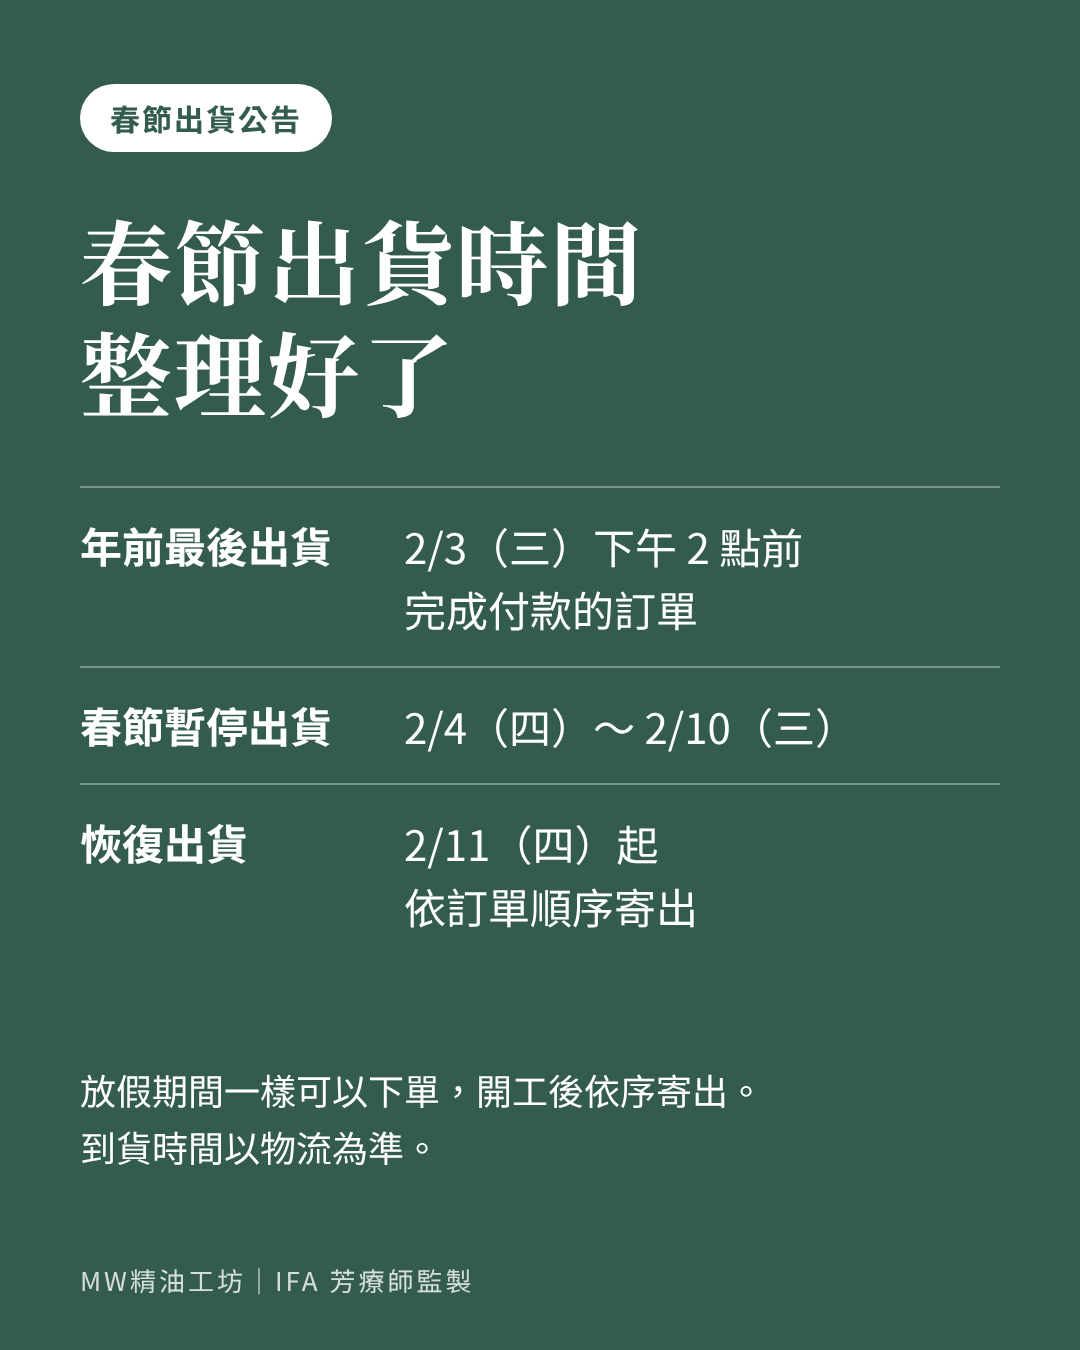 春節出貨公告
春節出貨時間
整理好了
年前最後出貨 2/3（三）下午 2 點前
完成付款的訂單
春節暫停出貨 2/4（四）～ 2/10（三）
恢復出貨 2/11（四）起
依訂單順序寄出
放假期間一樣可以下單，開工後依序寄出。
到貨時間以物流為準。
MW精油工坊｜IFA 芳療師監製